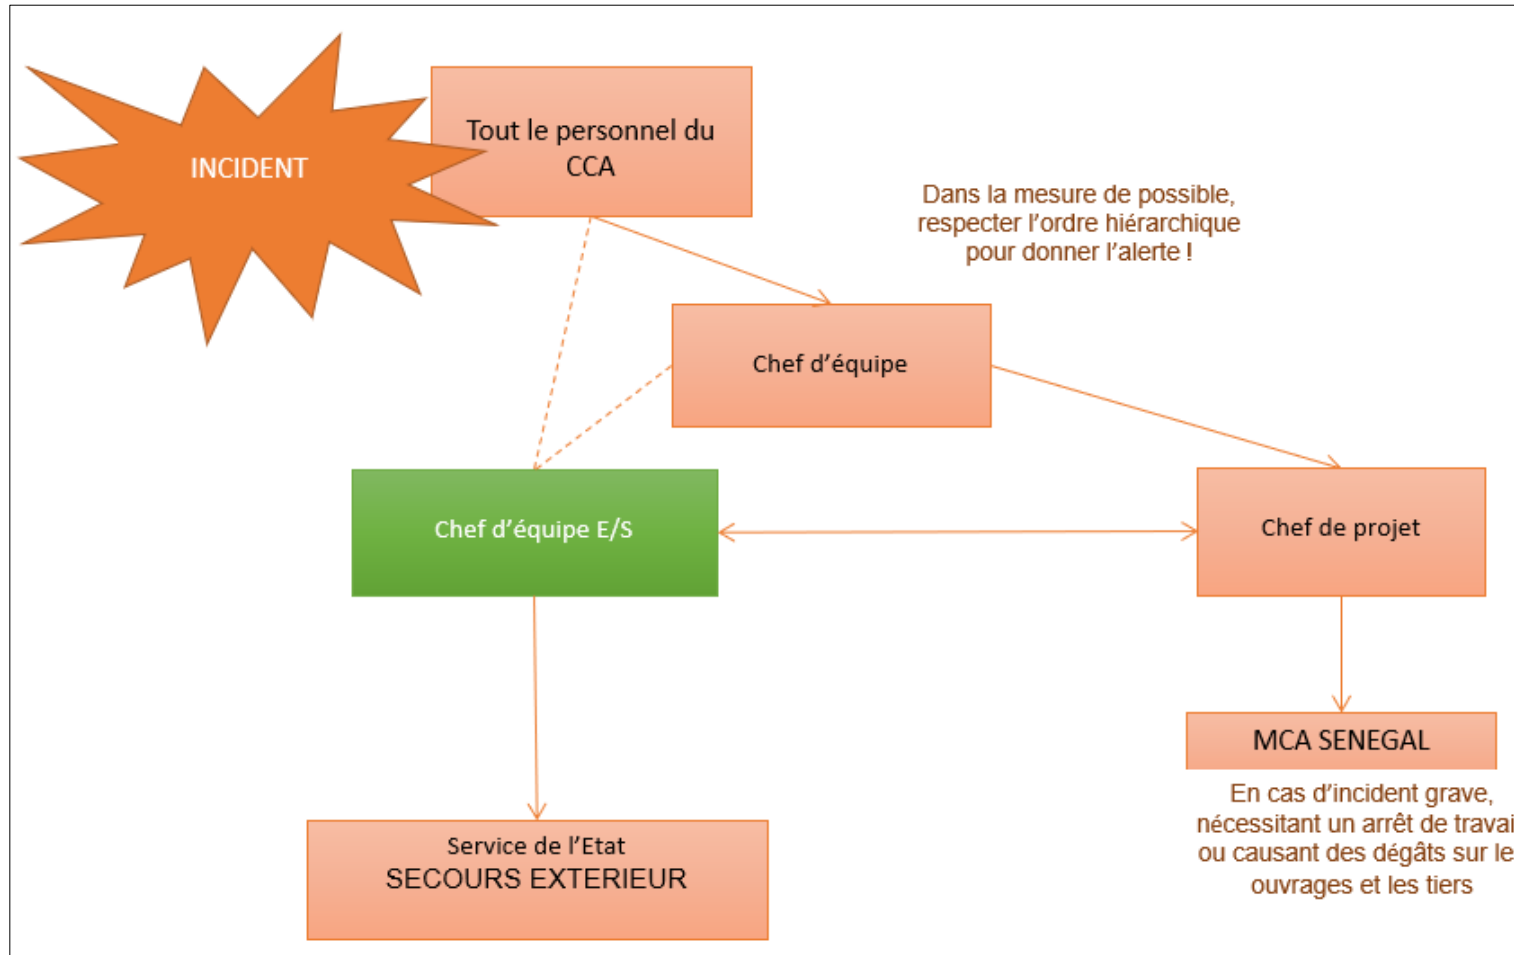 INCIDENT
Tout le personnel du
CCA
Dans la mesure de possible,
respecter l'ordre hiérarchique
pour donner l'alerte !
Chef d'équipe
Chef d'équipe E/S
Chef de projet
MCA SENEGAL
En cas d'incident grave,
nécessitant un arrêt de travai
ou causant des dégâts sur le
ouvrages et les tiers
Service de l'Etat
SECOURS EXTERIEUR